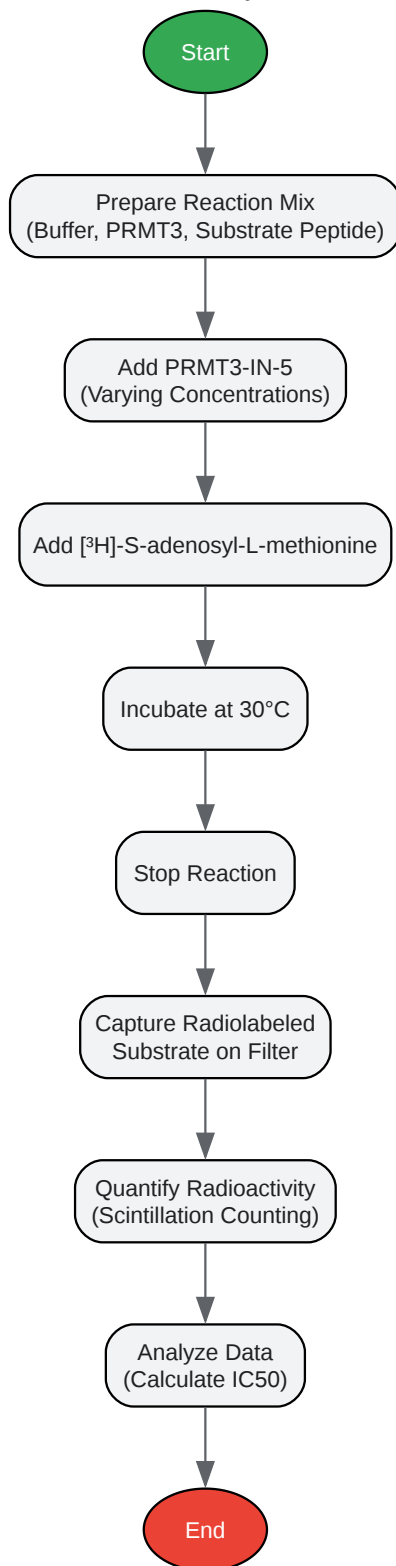 Start
Prepare Reaction Mix
(Buffer, PRMT3, Substrate Peptide)
Add PRMT3-IN-5
(Varying Concentrations)
Add [³H]-S-adenosyl-L-methionine
Incubate at 30°C
Stop Reaction
Capture Radiolabeled
Substrate on Filter
Quantify Radioactivity
(Scintillation Counting)
Analyze Data
(Calculate IC50)
End